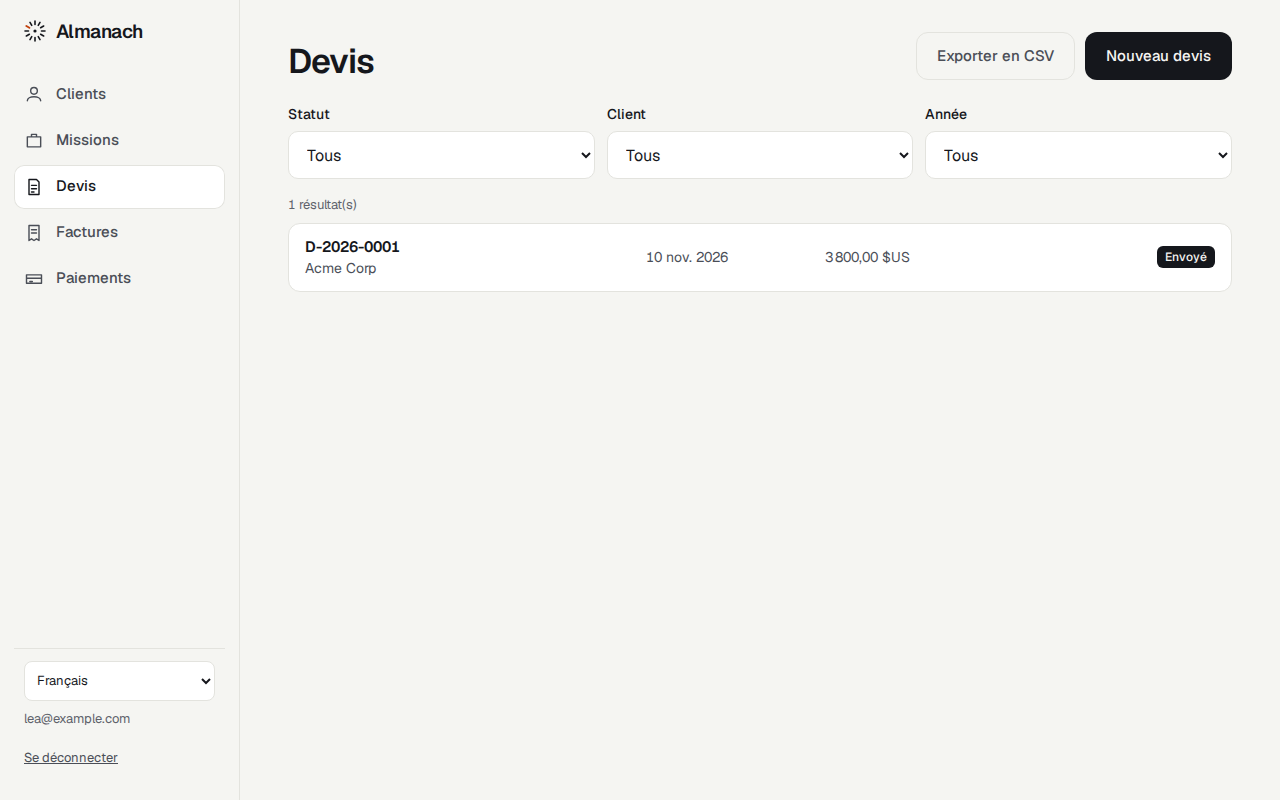 Almanach
Clients
Missions
Devis
Factures
Paiements
Français
lea@example.com
Se déconnecter
Devis
Exporter en CSV
Nouveau devis
Statut
Client
Année
Tous
Tous
Tous
1 résultat(s)
D-2026-0001
Acme Corp
10 nov. 2026
3 800,00 $US
Envoyé